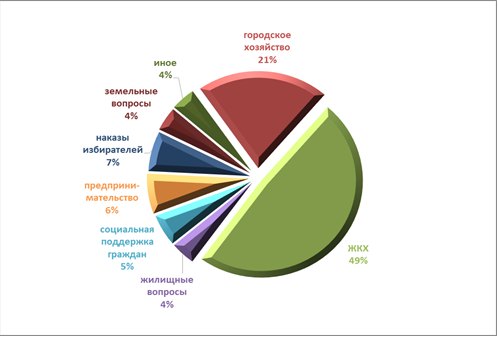 городское
хозяйство
21%
иное
4%
земельные
вопросы
4%
наказы
избирателей
7%
предприни-
мательство
6%
социальная
поддержка
граждан
5%
жилищные
вопросы
4%
ЖКХ
49%